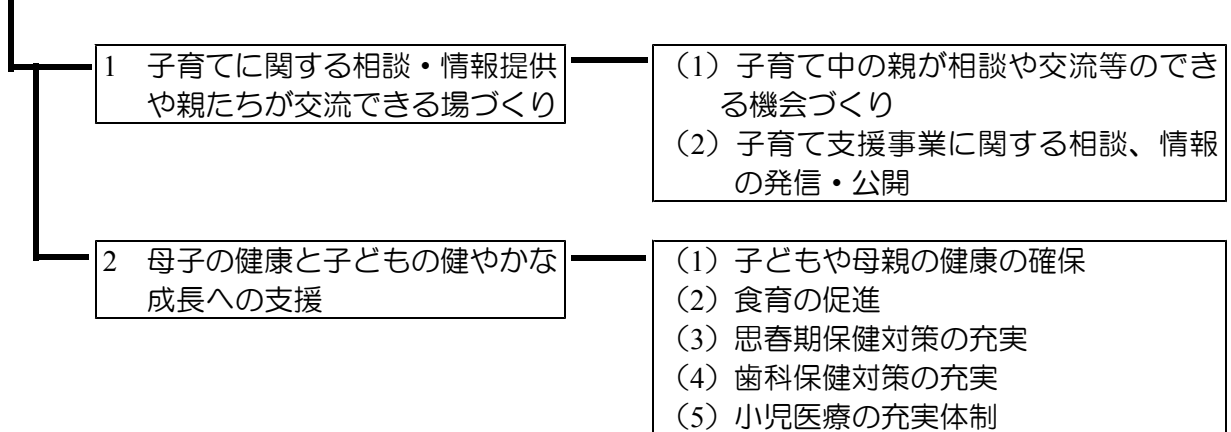 1　子育てに関する相談・情報提供
や親たちが交流できる場づくり
（1）子育て中の親が相談や交流等のでき
る機会づくり
（2）子育て支援事業に関する相談、情報
の発信・公開
2　母子の健康と子どもの健やかな
成長への支援
（1）子どもや母親の健康の確保
（2）食育の促進
（3）思春期保健対策の充実
（4）歯科保健対策の充実
（5）小児医療の充実体制